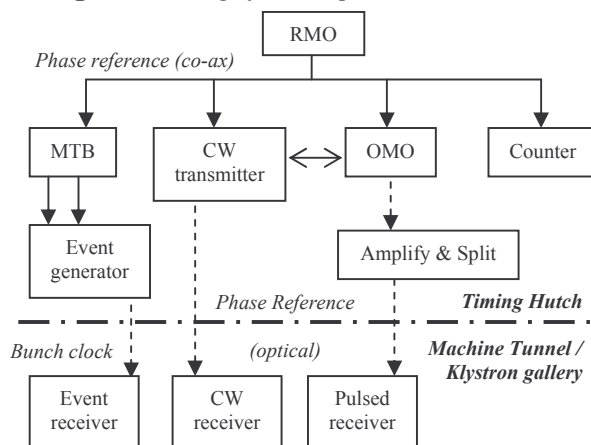 RMO
Phase reference (co-ax)
MTB
CW
transmitter
OMO
Counter
Event
generator
Amplify & Split
Phase Reference
Timing Hutch
Bunch clock
(optical)
Machine Tunnel /
Klystron gallery
Event
receiver
CW
receiver
Pulsed
receiver